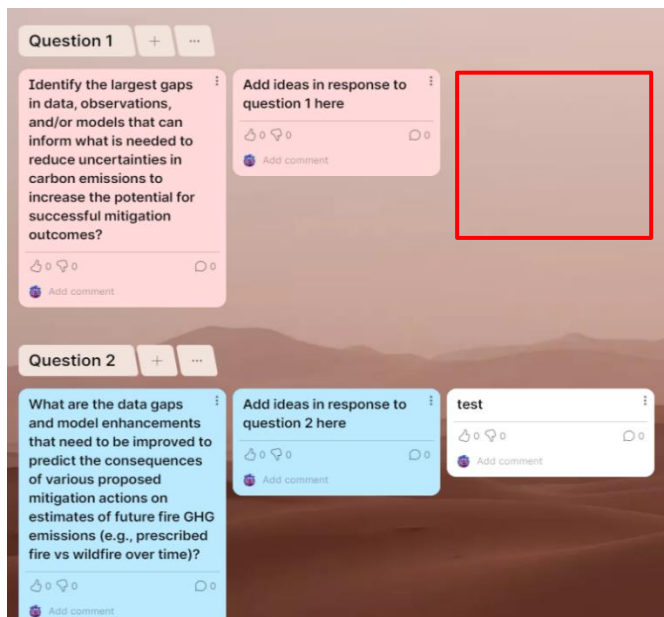 Question 1 + ...
Identify the largest gaps
in data, observations,
and/or models that can
inform what is needed to
reduce uncertainties in
carbon emissions to
increase the potential for
successful mitigation
outcomes?
0 0 0
Add comment
Add ideas in response to
question 1 here
0 0 0
Add comment
Question 2 + ...
What are the data gaps
and model enhancements
that need to be improved to
predict the consequences
of various proposed
mitigation actions on
estimates of future fire GHG
emissions (e.g., prescribed
fire vs wildfire over time)?
0 0 0
Add comment
Add ideas in response to
question 2 here
0 0 0
Add comment
test
0 0 0
Add comment